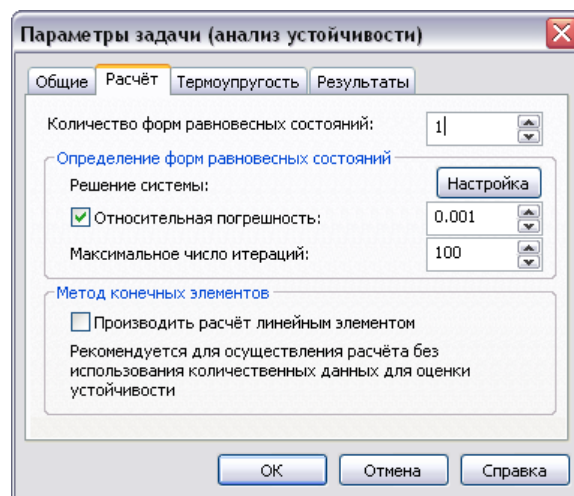 Параметры задачи (анализ устойчивости)
Общие Расчёт Термоупругость Результаты
Количество форм равновесных состояний: 1
Определение форм равновесных состояний
Решение системы: Настройка
Относительная погрешность: 0.001
Максимальное число итераций: 100
Метод конечных элементов
Производить расчёт линейным элементом
Рекомендуется для осуществления расчёта без
использования количественных данных для оценки
устойчивости
ОК Отмена Справка